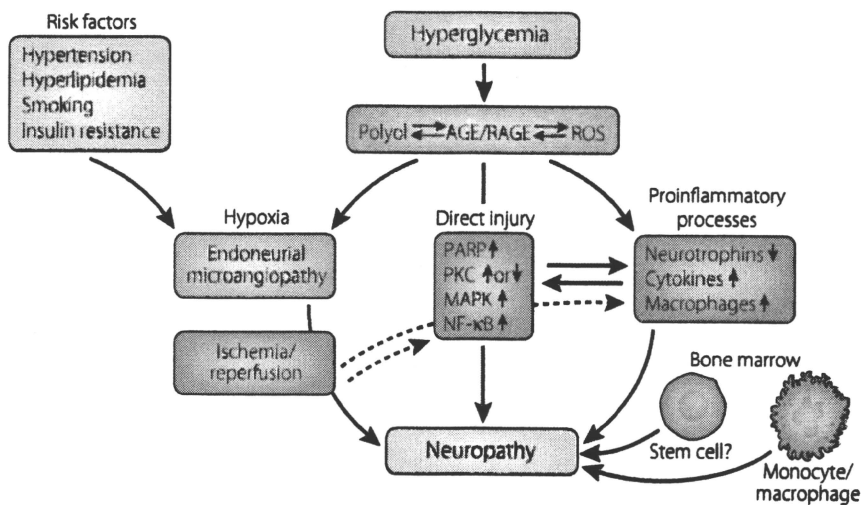 Risk factors
Hypertension
Hyperlipidemia
Smoking
Insulin resistance
Hyperglycemia
Polyol AGE/RAGE ROS
Hypoxia
Endoneurial
microangiopathy
Ischemia/
reperfusion
Direct injury
PARP ↑
PKC ↑ or ↓
MAPK ↑
NF-κB ↑
Proinflammatory
processes
Neurotrophins ↓
Cytokines ↑
Macrophages ↑
Neuropathy
Bone marrow
Stem cell?
Monocyte/
macrophage